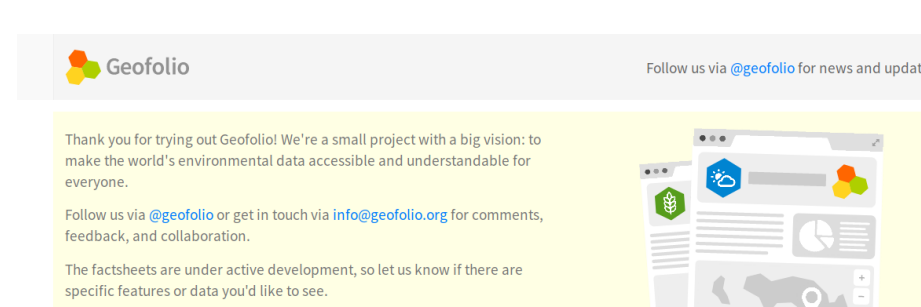 Geofolio
Follow us via @geofolio for news and updat
Thank you for trying out Geofolio! We're a small project with a big vision: to
make the world's environmental data accessible and understandable for
everyone.
Follow us via @geofolio or get in touch via info@geofolio.org for comments,
feedback, and collaboration.
The factsheets are under active development, so let us know if there are
specific features or data you'd like to see.